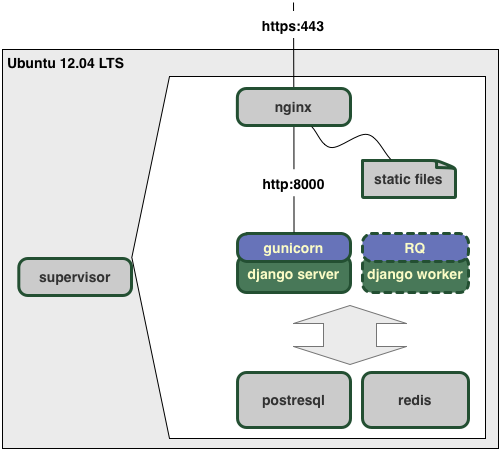 https:443
Ubuntu 12.04 LTS
nginx
static files
http:8000
gunicorn
RQ
django server
django worker
supervisor
postresql
redis